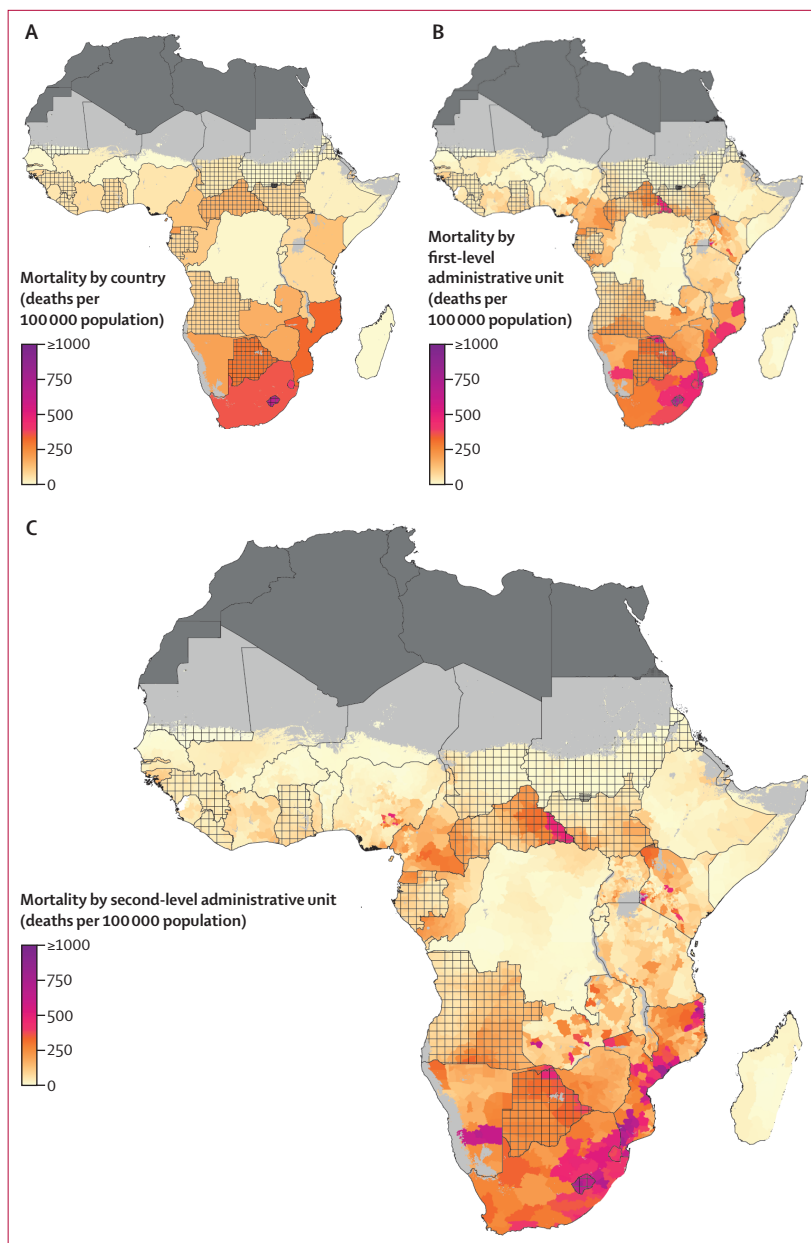 A
B
Mortality by country
(deaths per
100 000 population)
≥1000
750
500
250
0
Mortality by
first-level
administrative unit
(deaths per
100 000 population)
≥1000
750
500
250
0
C
Mortality by second-level administrative unit
(deaths per 100 000 population)
≥1000
750
500
250
0